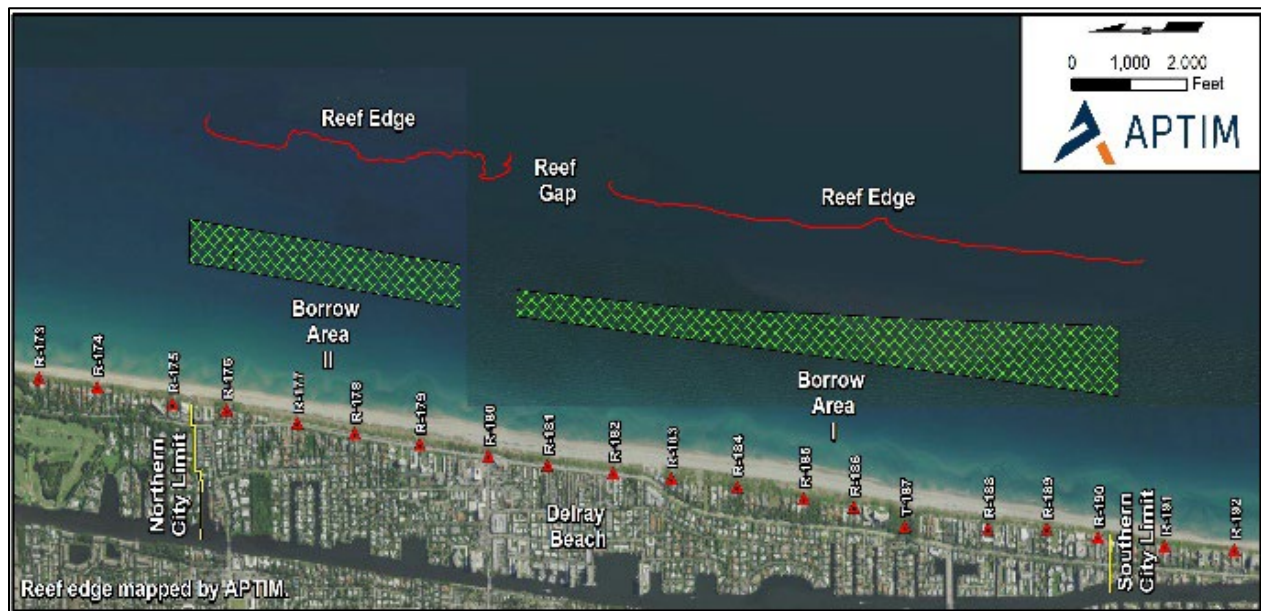 0 1,000 2,000
Feet
APTIM
Reef Edge
Reef
Gap
Reef Edge
Borrow
Area
II
Borrow
Area
I
R-173
R-174
R-175
R-176
R-177
R-178
R-179
R-180
R-181
R-182
R-183
R-184
R-185
R-186
T-187
R-188
R-189
R-190
R-191
R-192
Northern
City Limit
Delray
Beach
Southern
City Limit
Reef edge mapped by APTIM.